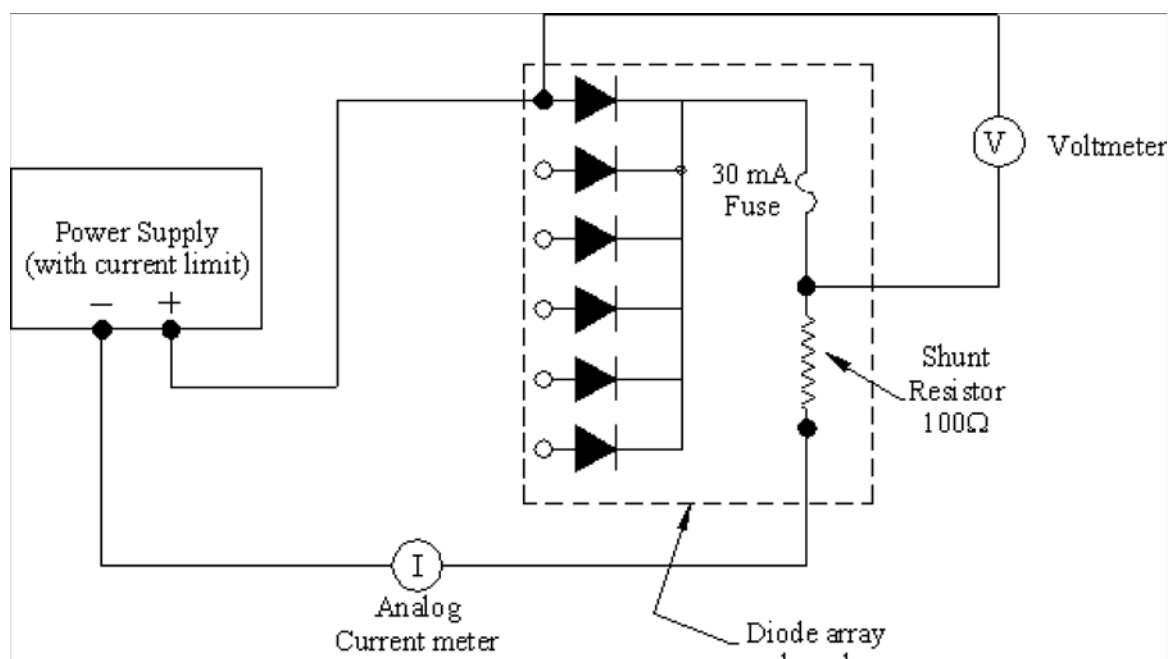 Power Supply
(with current limit)
− +
30 mA
Fuse
V
Voltmeter
Shunt
Resistor
100Ω
I
Analog
Current meter
Diode array